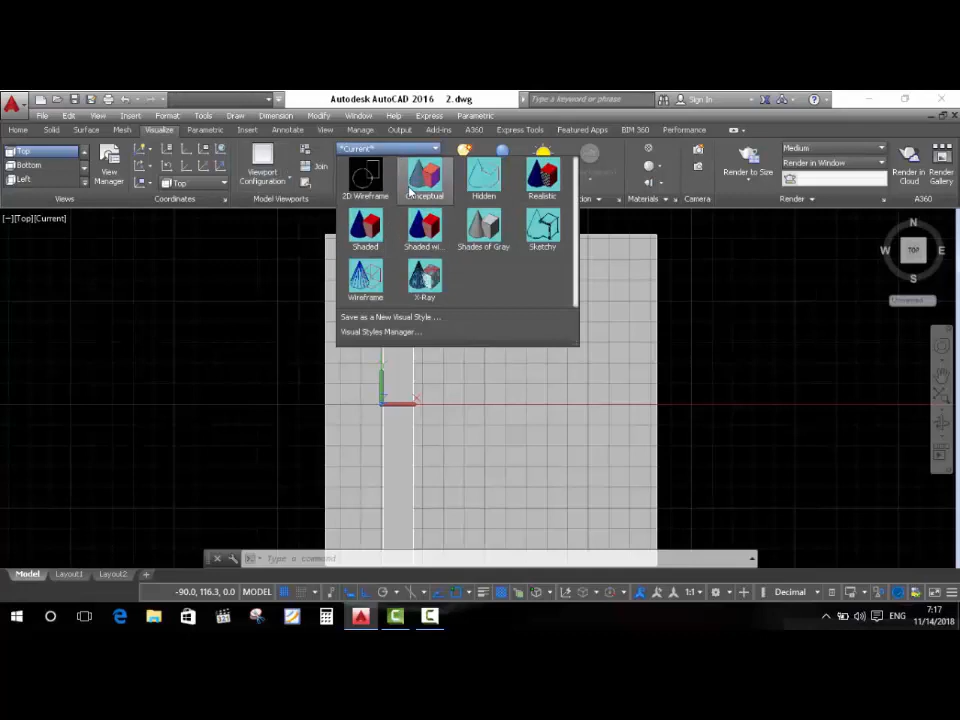 Autodesk AutoCAD 2016 2.dwg
Type a keyword or phrase
Sign In
File Edit View Insert Format Tools Draw Dimension Modify Window Help Express Parametric
Home Solid Surface Mesh Visualize Parametric Insert Annotate View Manage Output Add-ins A360 Express Tools Featured Apps BIM 360 Performance
Top
Bottom
Left
View
Manager
Views
Top
Coordinates
Viewport
Configuration
Join
Model Viewports
*Current*
2D Wireframe
Conceptual
Hidden
Realistic
Shaded
Shaded wi...
Shades of Gray
Sketchy
Wireframe
X-Ray
Save as a New Visual Style ...
Visual Styles Manager...
Materials
Camera
Render to Size
Medium
Render in Window
Render
Render in
Cloud
Render
Gallery
A360
[−][Top][Current]
N
W TOP E
S
Unnamed
Y
X
Type a command
Model Layout1 Layout2 +
-90.0, 116.3, 0.0 MODEL
1:1
Decimal
ENG
7:17
11/14/2018